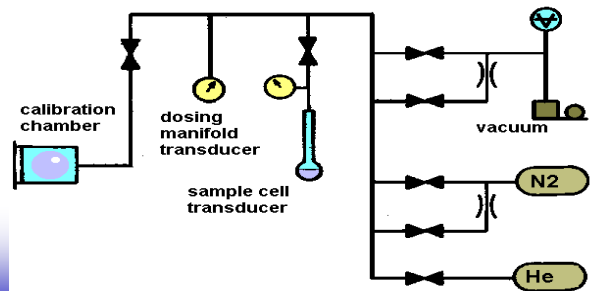 calibration
chamber
dosing
manifold
transducer
sample cell
transducer
vacuum
N2
He